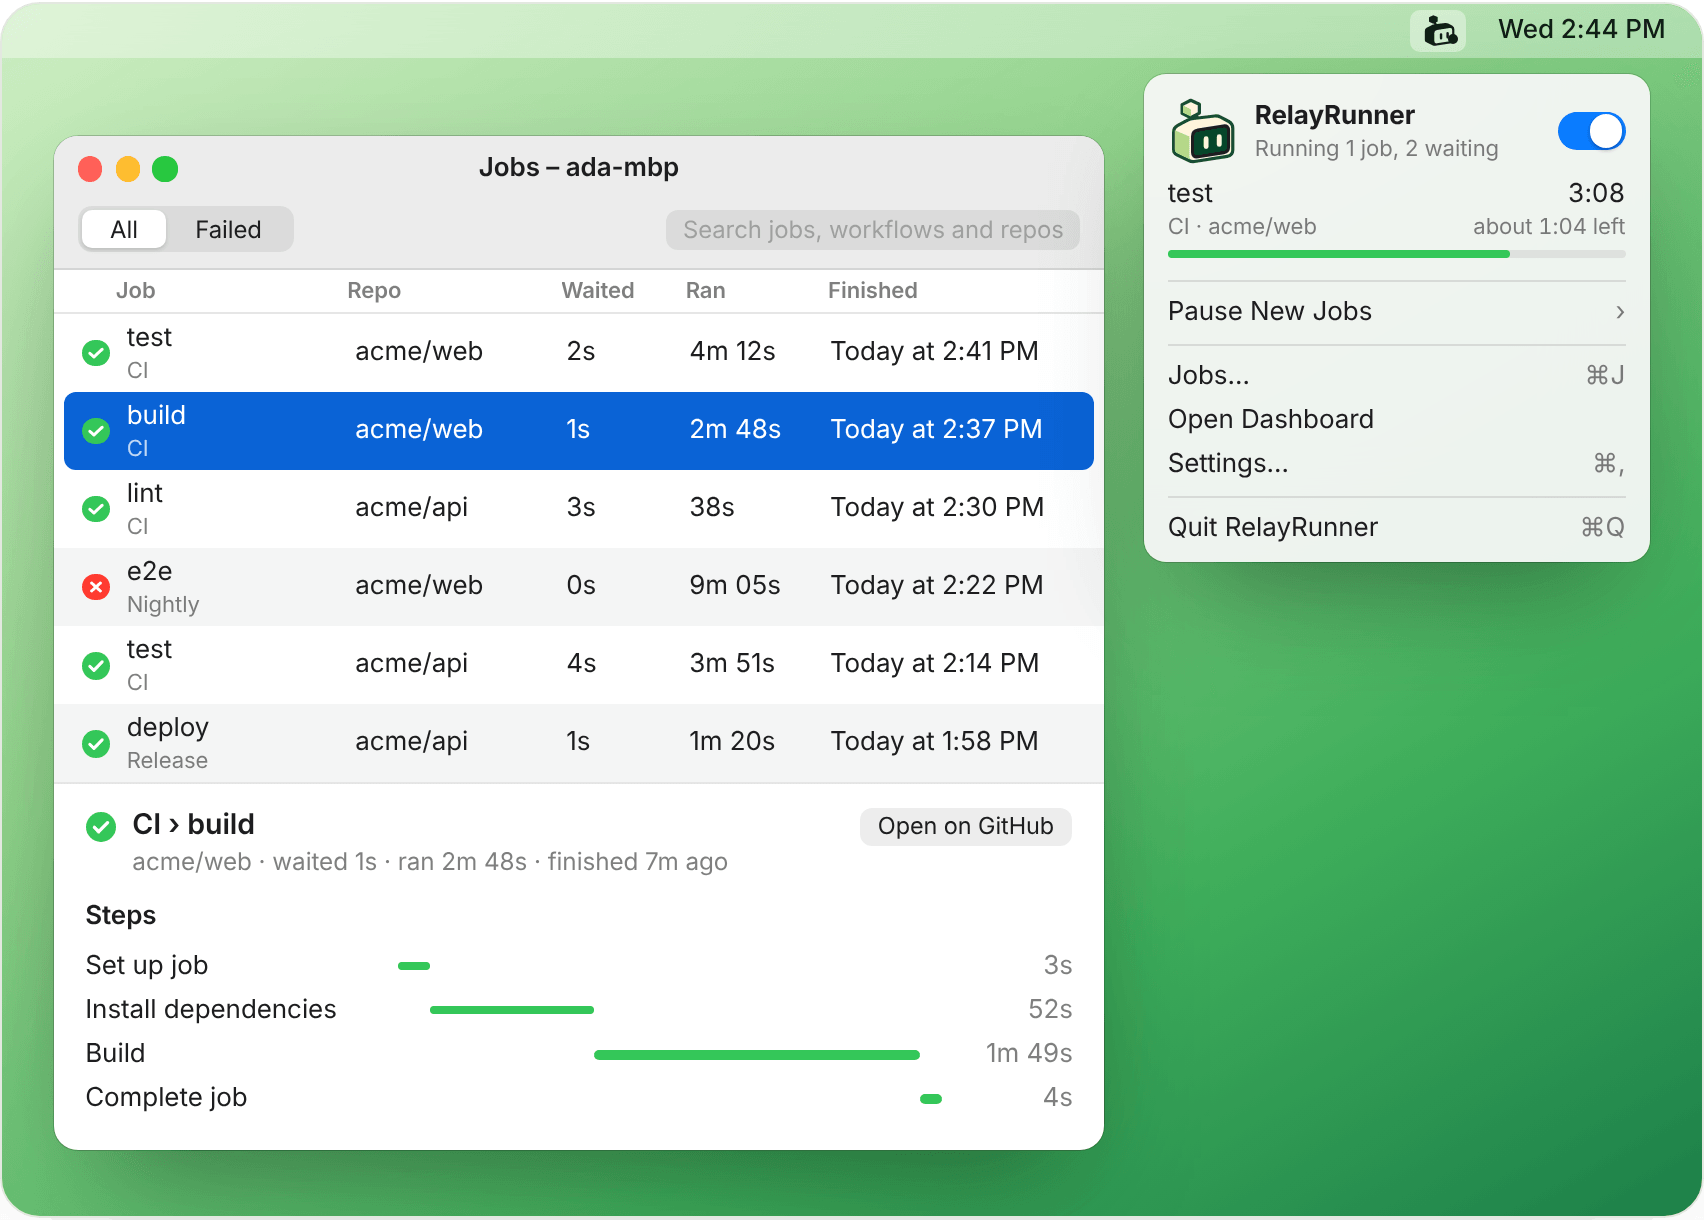 Wed 2:44 PM
Jobs – ada-mbp
All Failed Search jobs, workflows and repos
Job Repo Waited Ran Finished
test acme/web 2s 4m 12s Today at 2:41 PM
CI
build acme/web 1s 2m 48s Today at 2:37 PM
CI
lint acme/api 3s 38s Today at 2:30 PM
CI
e2e acme/web 0s 9m 05s Today at 2:22 PM
Nightly
test acme/api 4s 3m 51s Today at 2:14 PM
CI
deploy acme/api 1s 1m 20s Today at 1:58 PM
Release
CI › build Open on GitHub
acme/web · waited 1s · ran 2m 48s · finished 7m ago
Steps
Set up job 3s
Install dependencies 52s
Build 1m 49s
Complete job 4s
RelayRunner
Running 1 job, 2 waiting
test 3:08
CI · acme/web about 1:04 left
Pause New Jobs ›
Jobs... ⌘J
Open Dashboard
Settings... ⌘,
Quit RelayRunner ⌘Q